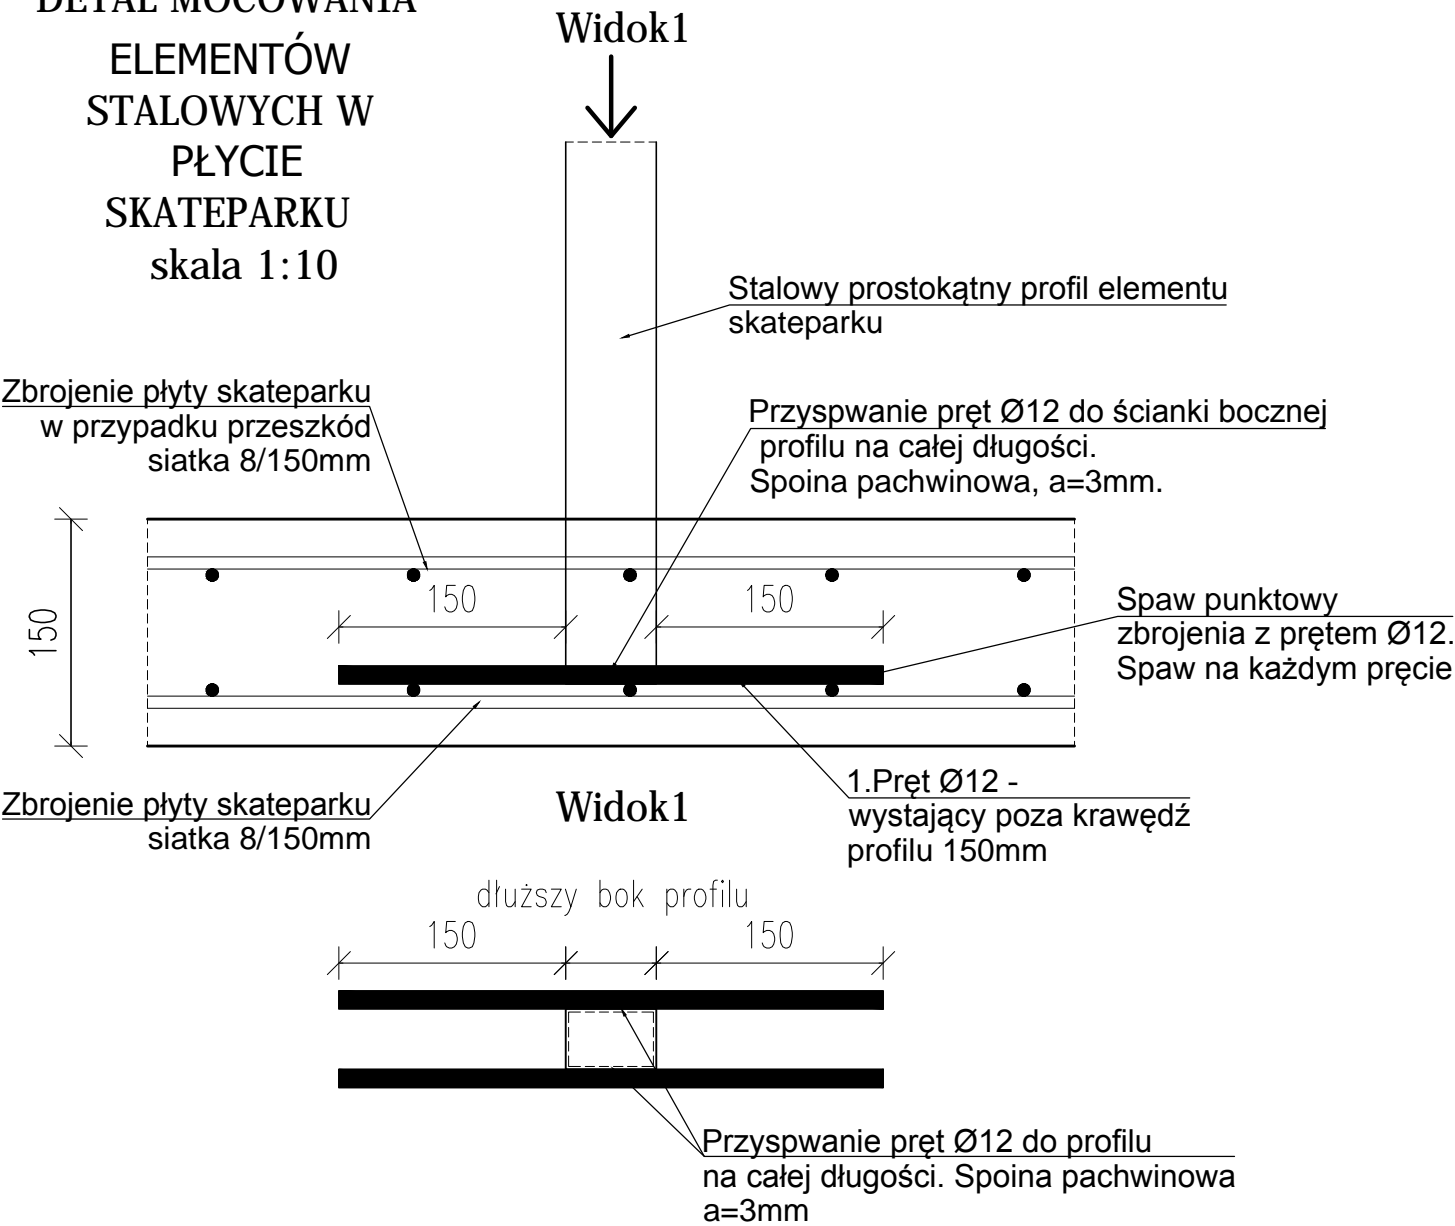 DETAL MOCOWANIA
ELEMENTÓW
STALOWYCH W
PŁYCIE
SKATEPARKU
skala 1:10
Widok1
Stalowy prostokątny profil elementu
skateparku
Zbrojenie płyty skateparku
w przypadku przeszkód
siatka 8/150mm
Przyspwanie pręt Ø12 do ścianki bocznej
profilu na całej długości.
Spoina pachwinowa, a=3mm.
150
150
150
Spaw punktowy
zbrojenia z prętem Ø12.
Spaw na każdym pręcie
Zbrojenie płyty skateparku
siatka 8/150mm
1.Pręt Ø12 -
wystający poza krawędź
profilu 150mm
Widok1
dłuższy bok profilu
150
150
Przyspwanie pręt Ø12 do profilu
na całej długości. Spoina pachwinowa
a=3mm